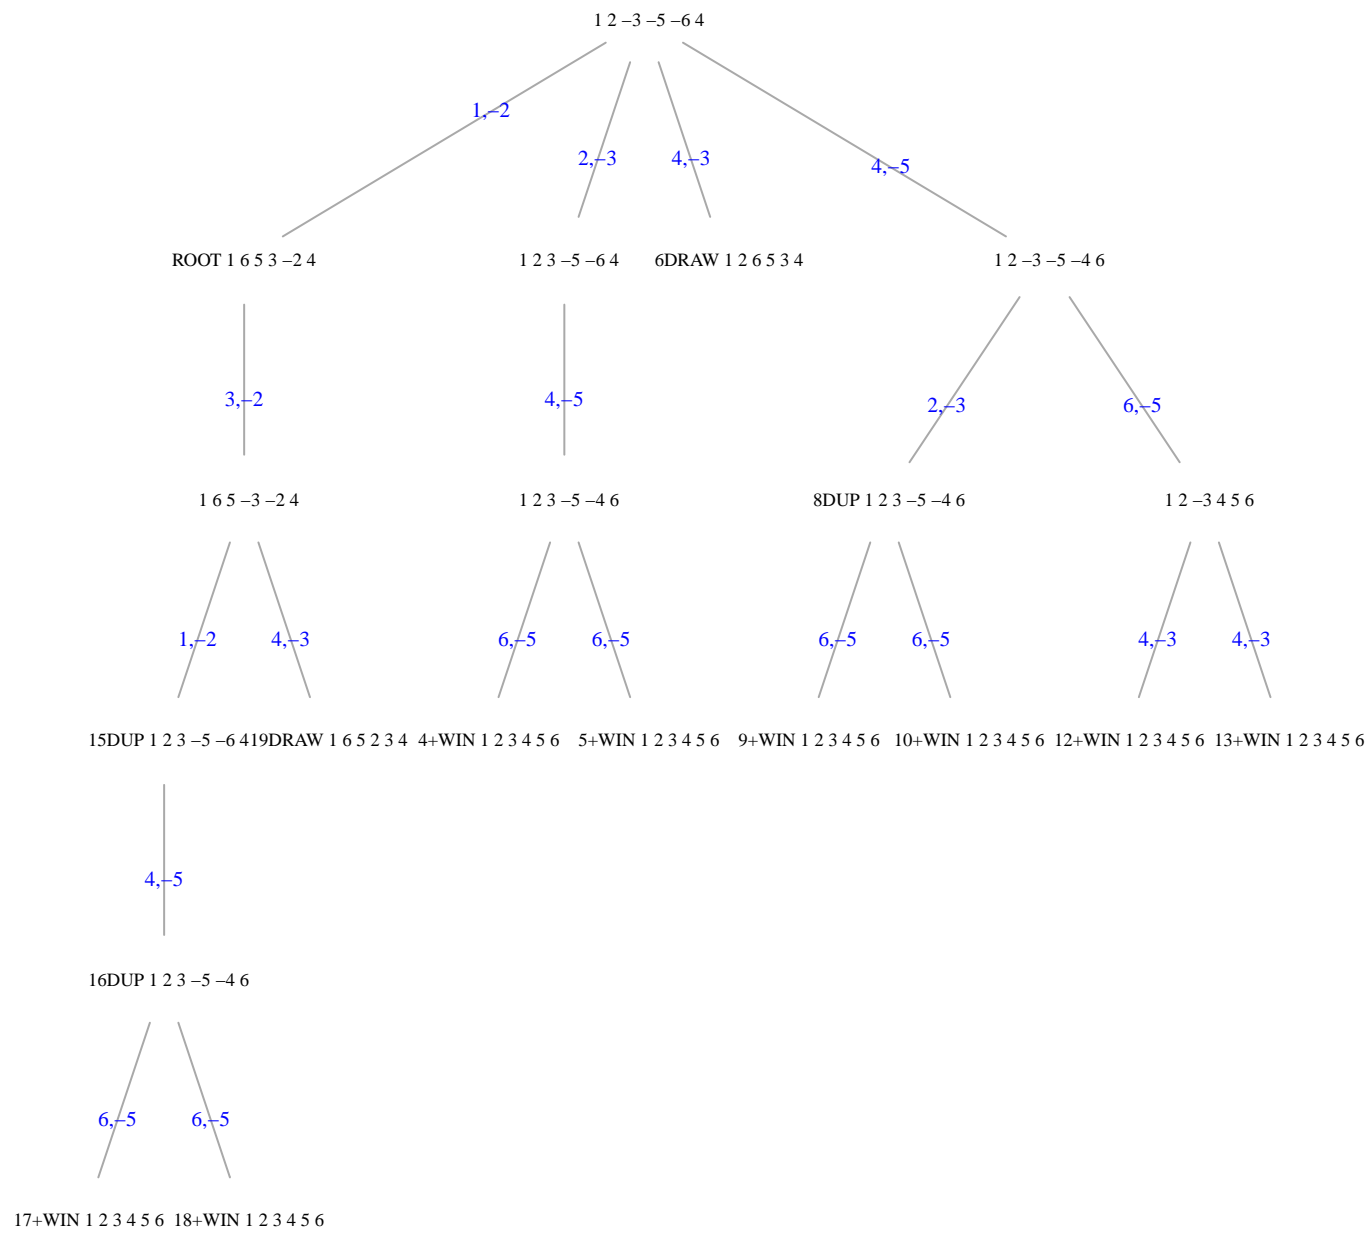 1 2 –3 –5 –6 4
1,–2
2,–3
4,–3
4,–5
ROOT 1 6 5 3 –2 4
1 2 3 –5 –6 4
6DRAW 1 2 6 5 3 4
1 2 –3 –5 –4 6
3,–2
4,–5
2,–3
6,–5
1 6 5 –3 –2 4
1 2 3 –5 –4 6
8DUP 1 2 3 –5 –4 6
1 2 –3 4 5 6
1,–2
4,–3
6,–5
6,–5
6,–5
6,–5
4,–3
4,–3
15DUP 1 2 3 –5 –6 4
19DRAW 1 6 5 2 3 4
4+WIN 1 2 3 4 5 6
5+WIN 1 2 3 4 5 6
9+WIN 1 2 3 4 5 6
10+WIN 1 2 3 4 5 6
12+WIN 1 2 3 4 5 6
13+WIN 1 2 3 4 5 6
4,–5
16DUP 1 2 3 –5 –4 6
6,–5
6,–5
17+WIN 1 2 3 4 5 6
18+WIN 1 2 3 4 5 6